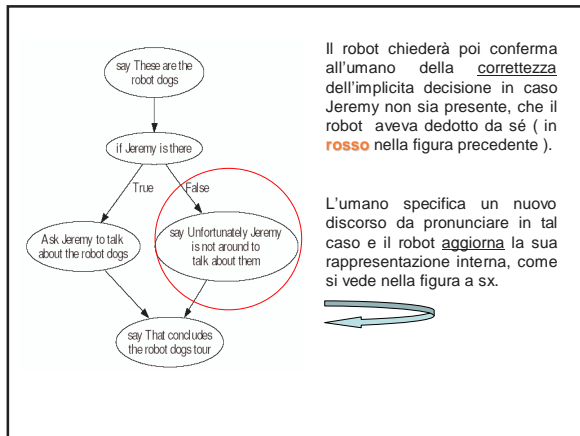 say These are the
robot dogs
if Jeremy is there
True
False
Ask Jeremy to talk
about the robot dogs
say Unfortunately Jeremy
is not around to
talk about them
say That concludes
the robot dogs tour
Il robot chiederà poi conferma
all'umano della correttezza
dell'implicita decisione in caso
Jeremy non sia presente, che il
robot aveva dedotto da sé ( in
rosso nella figura precedente ).
L'umano specifica un nuovo
discorso da pronunciare in tal
caso e il robot aggiorna la sua
rappresentazione interna, come
si vede nella figura a sx.